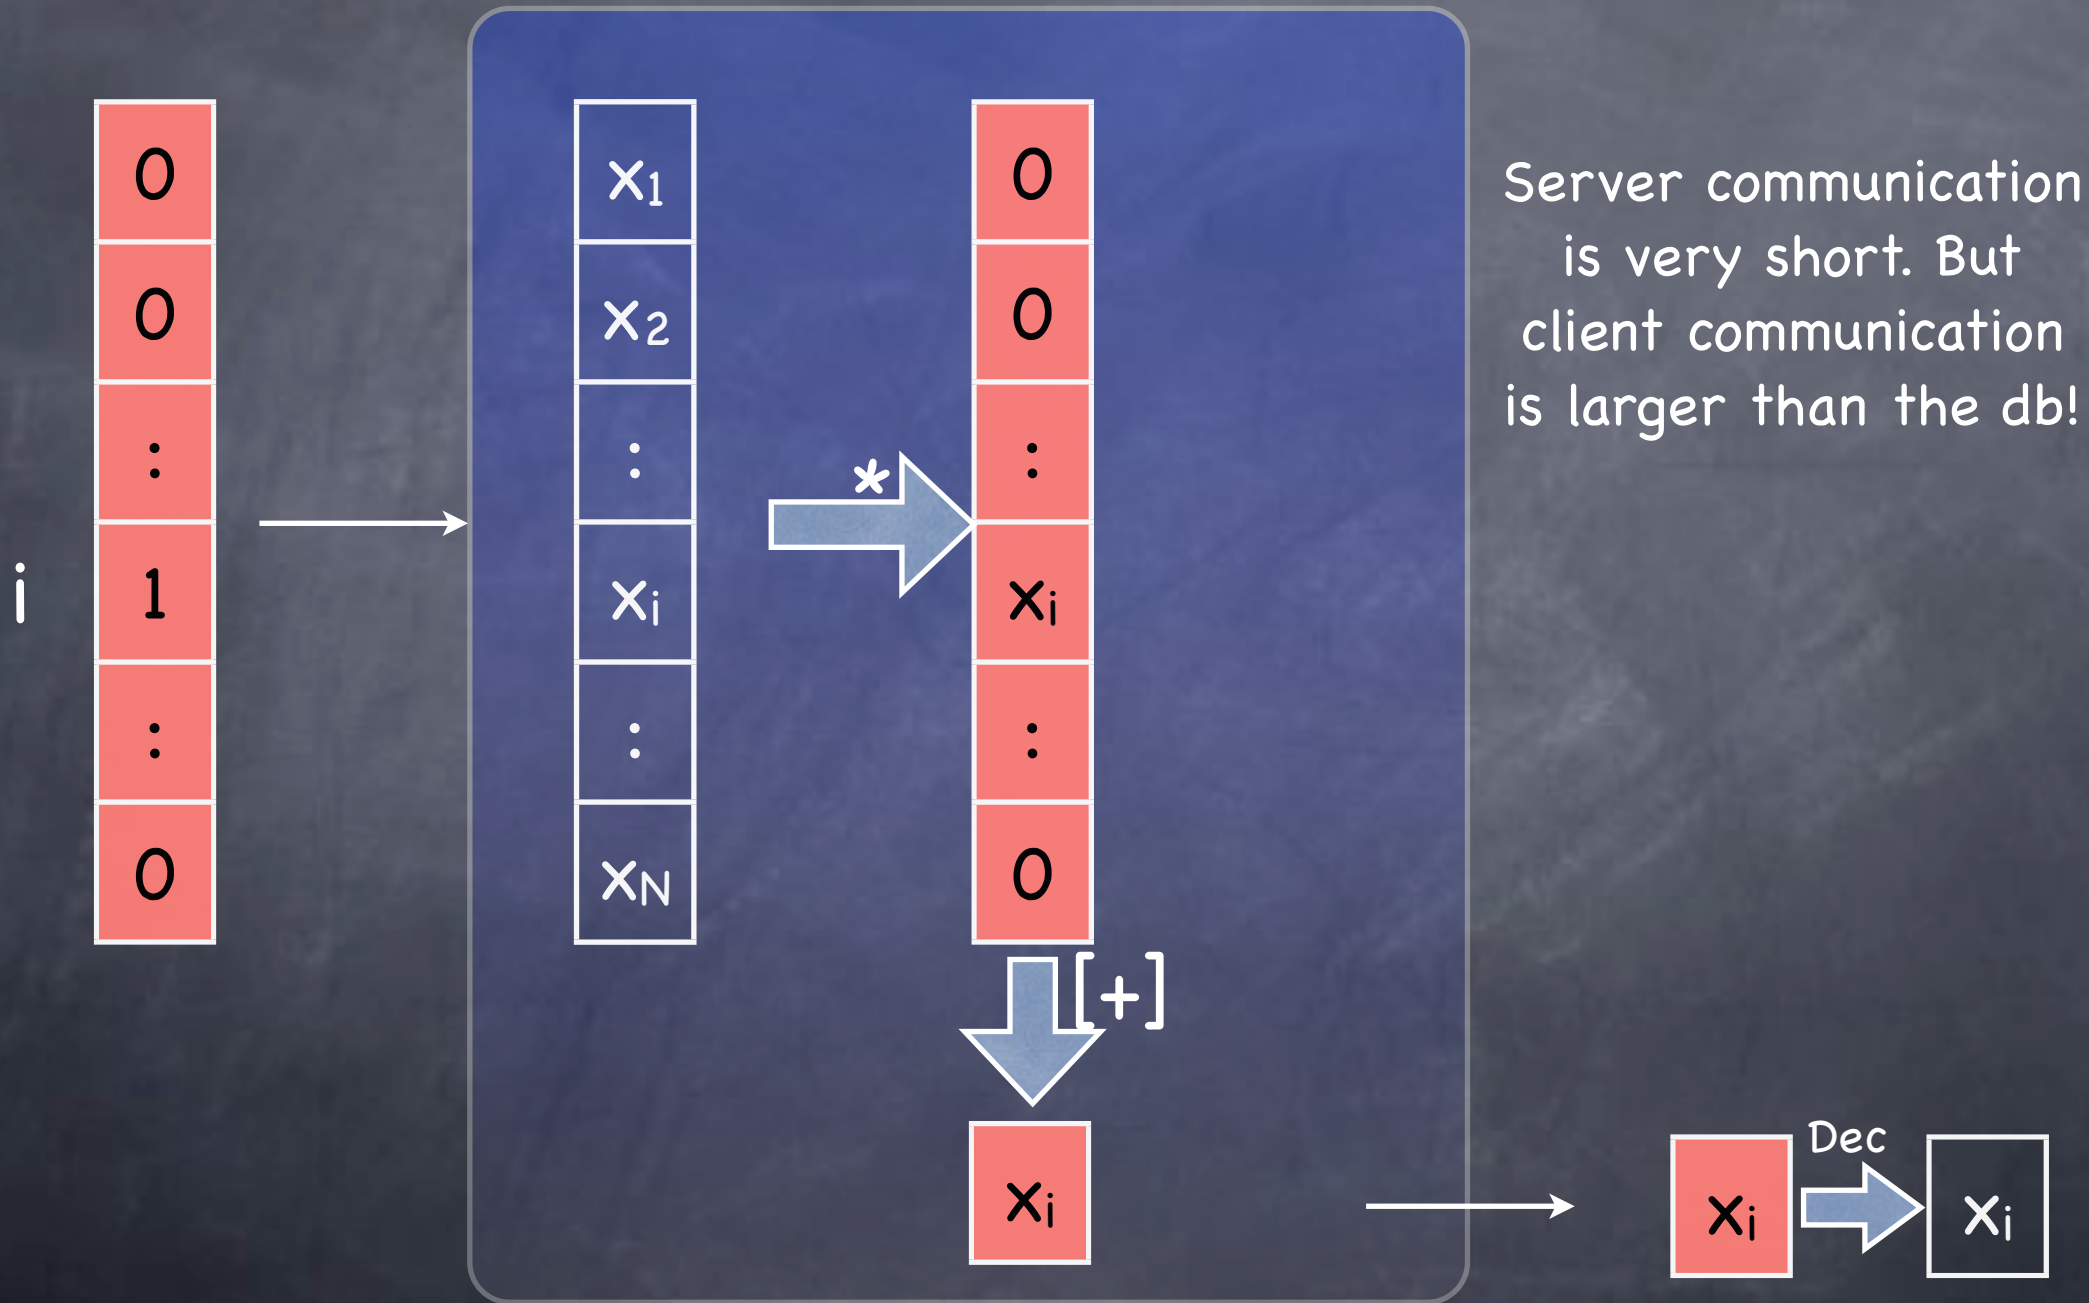 i
0
0
:
1
:
0
x₁
x₂
:
xᵢ
:
x_N
*
0
0
:
xᵢ
:
0
[+]
xᵢ
Server communication
is very short. But
client communication
is larger than the db!
xᵢ
Dec
xᵢ